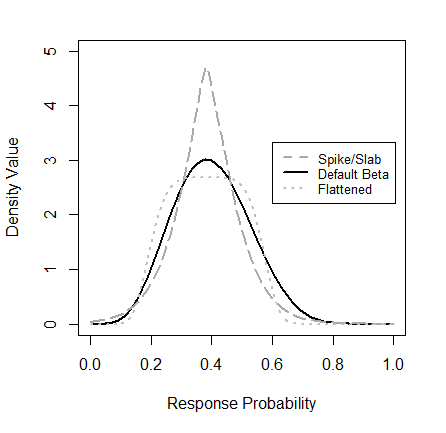 5
4
3
2
1
0
Density Value
Spike/Slab
Default Beta
Flattened
0.0 0.2 0.4 0.6 0.8 1.0
Response Probability